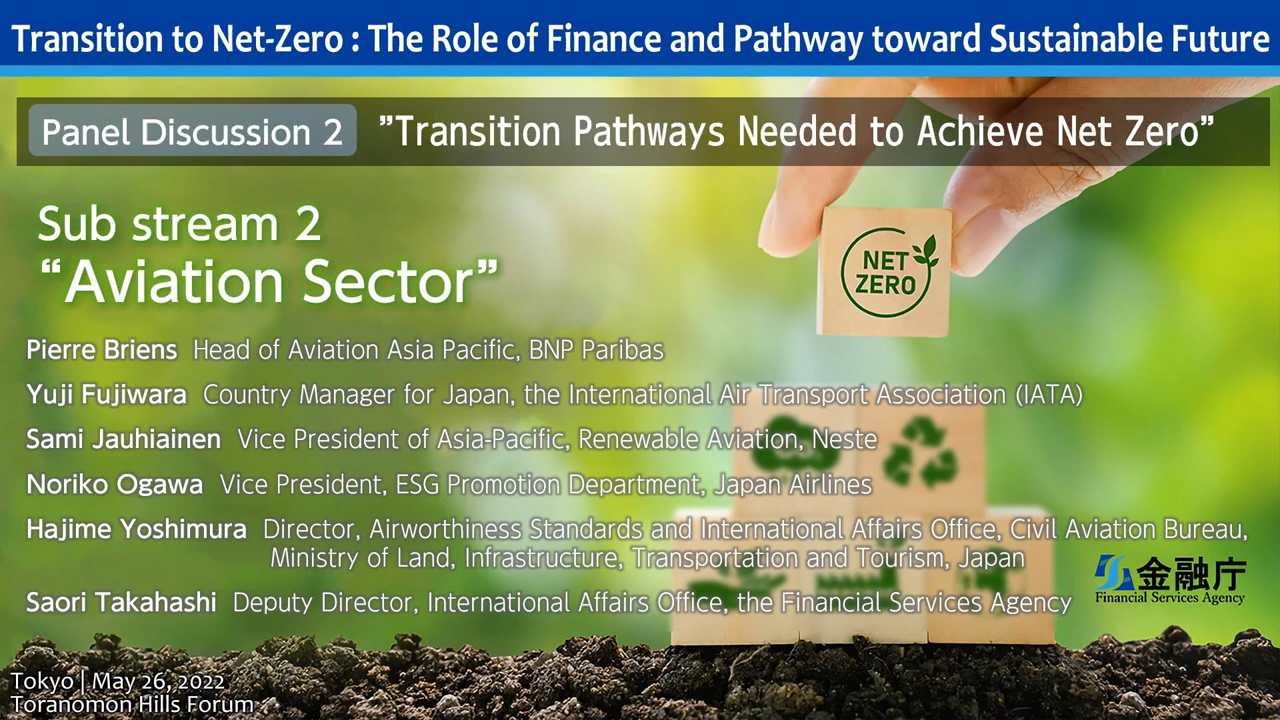 Transition to Net-Zero : The Role of Finance and Pathway toward Sustainable Future
Panel Discussion 2 ”Transition Pathways Needed to Achieve Net Zero”
Sub stream 2
“Aviation Sector”
NET
ZERO
Pierre Briens Head of Aviation Asia Pacific, BNP Paribas
Yuji Fujiwara Country Manager for Japan, the International Air Transport Association (IATA)
Sami Jauhiainen Vice President of Asia-Pacific, Renewable Aviation, Neste
Noriko Ogawa Vice President, ESG Promotion Department, Japan Airlines
Hajime Yoshimura Director, Airworthiness Standards and International Affairs Office, Civil Aviation Bureau,
Ministry of Land, Infrastructure, Transportation and Tourism, Japan
Saori Takahashi Deputy Director, International Affairs Office, the Financial Services Agency
金融庁
Financial Services Agency
Tokyo | May 26, 2022
Toranomon Hills Forum